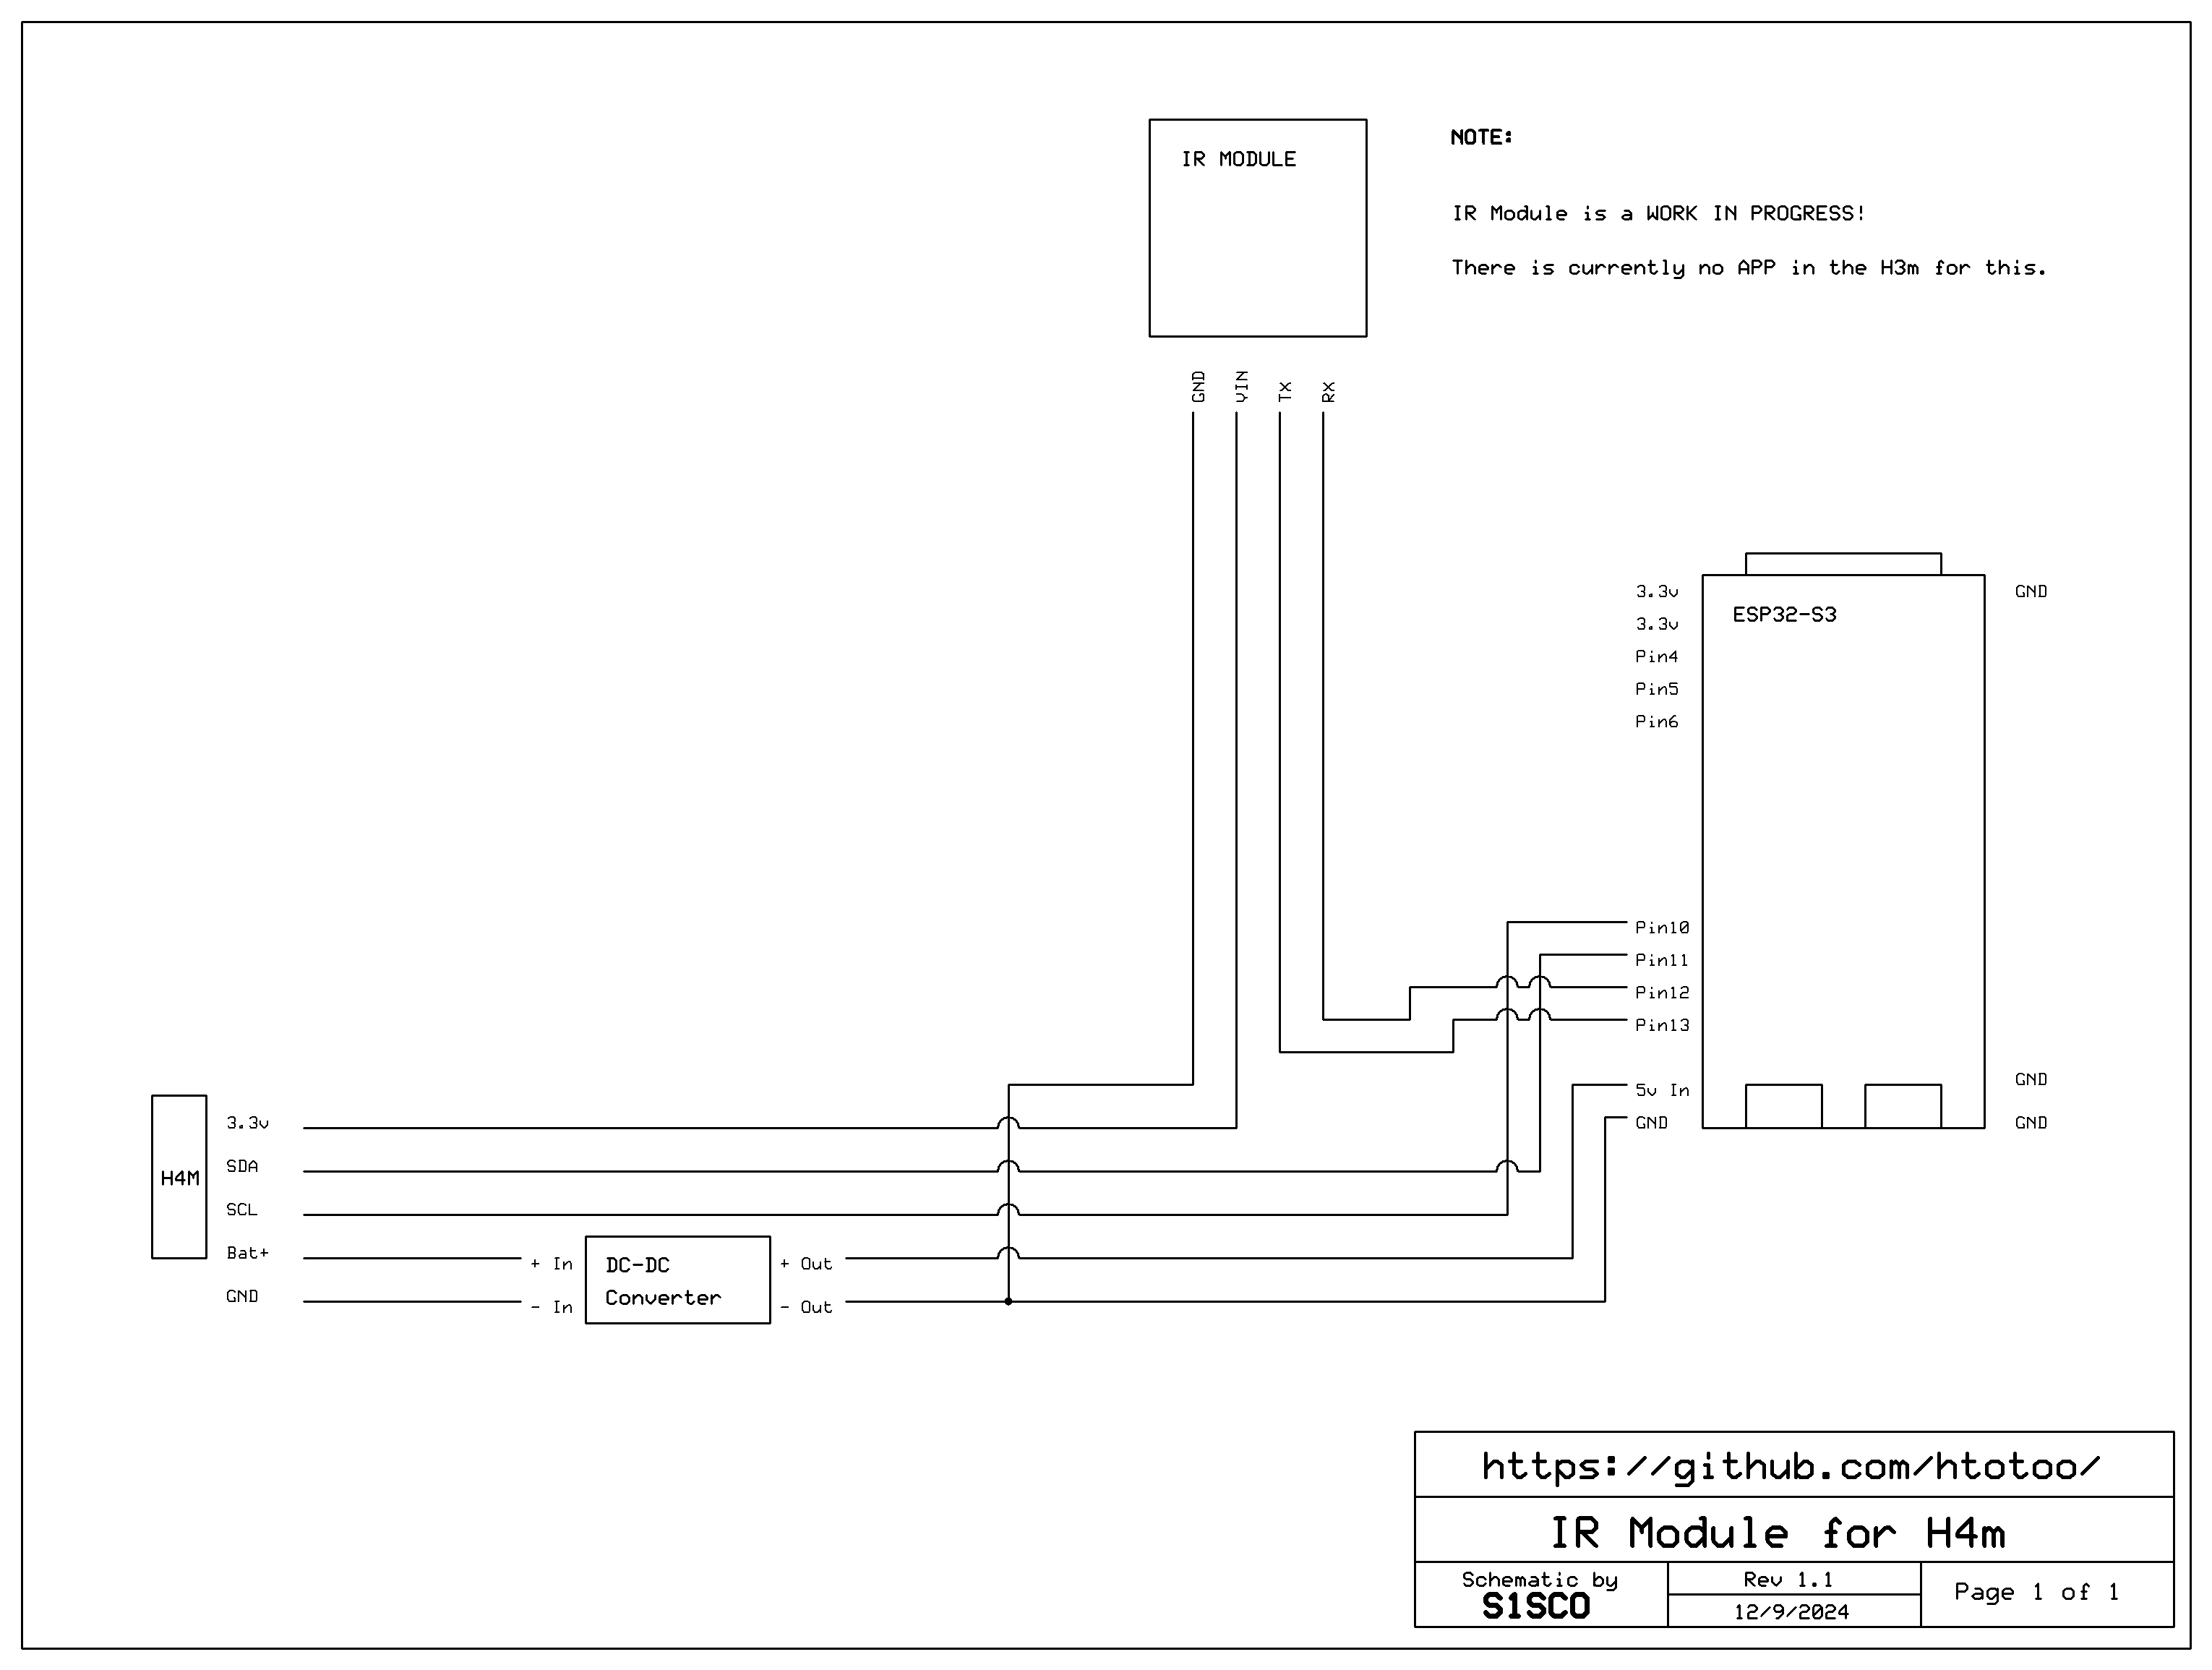 IR MODULE
NOTE:
IR Module is a WORK IN PROGRESS!
There is currently no APP in the H3m for this.
GND
VIN
TX
RX
3.3v
3.3v
Pin4
Pin5
Pin6
ESP32-S3
GND
Pin10
Pin11
Pin12
Pin13
5v In
GND
GND
GND
H4M
3.3v
SDA
SCL
Bat+
GND
+ In
- In
DC-DC
Converter
+ Out
- Out
https://github.com/htotoo/
IR Module for H4m
Schematic by
S1SCO
Rev 1.1
12/9/2024
Page 1 of 1